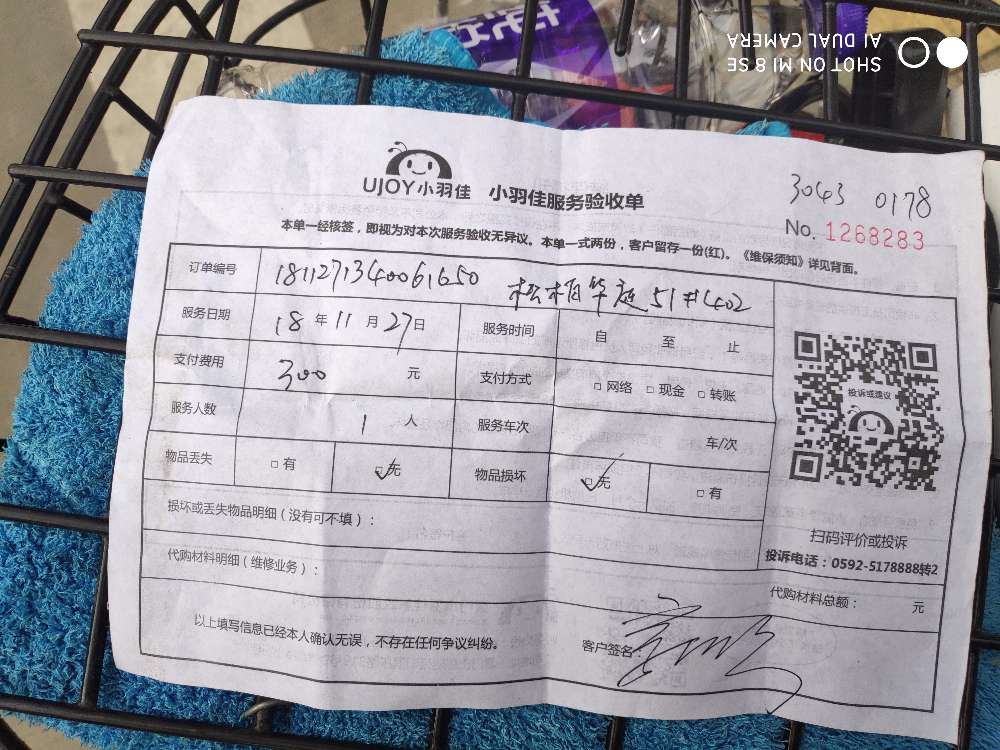 SHOT ON MI 8 SE
AI DUAL CAMERA
UJOY小羽佳 小羽佳服务验收单
3043 0178
No. 1268283
本单一经核签，即视为对本次服务验收无异议。本单一式两份，客户留存一份(红)。《维保须知》详见背面。
订单编号 1811271340061650 松柏华庭51#402
服务日期 18 年 11 月 27 日 服务时间 自 至 止
支付费用 300 元 支付方式 □网络 □现金 □转账
服务人数 1 人 服务车次 车/次
物品丢失 □有 □无 物品损坏 □无 □有
投诉或建议
扫码评价或投诉
投诉电话：0592-5178888转2
损坏或丢失物品明细（没有可不填）：
代购材料明细（维修业务）：
代购材料总额： 元
以上填写信息已经本人确认无误，不存在任何争议纠纷。
客户签名：